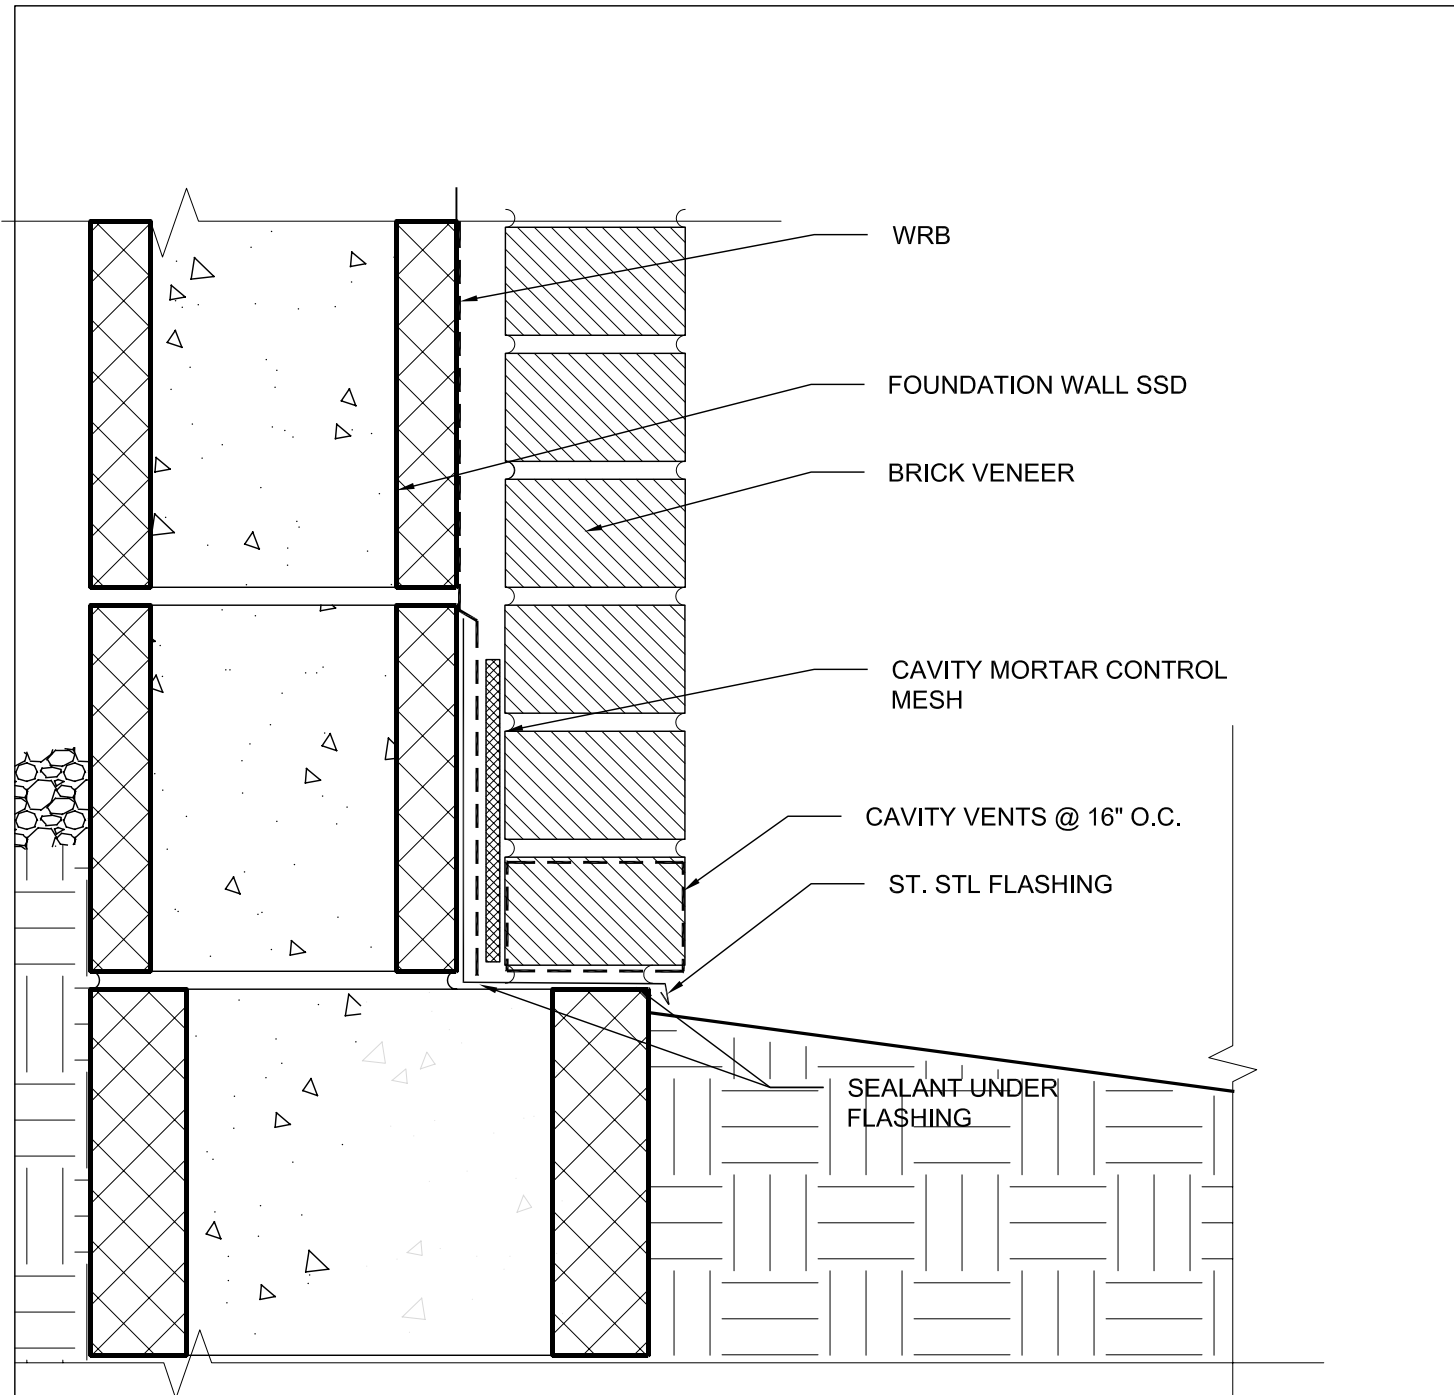 WRB
FOUNDATION WALL SSD
BRICK VENEER
CAVITY MORTAR CONTROL
MESH
CAVITY VENTS @ 16" O.C.
ST. STL FLASHING
SEALANT UNDER
FLASHING